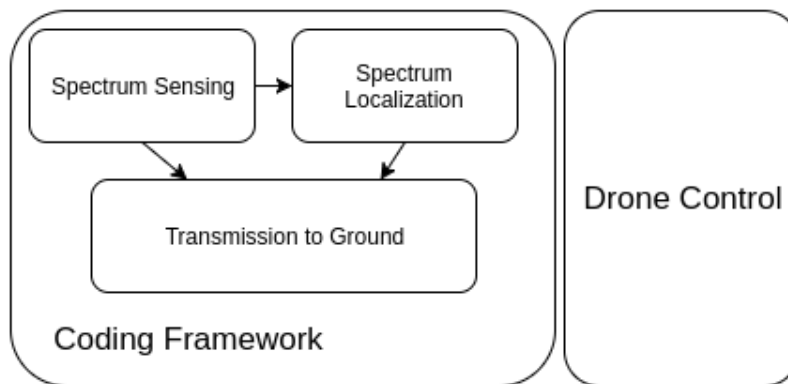 Spectrum Sensing
Spectrum
Localization
Transmission to Ground
Coding Framework
Drone Control